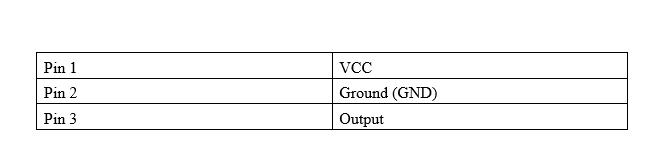 Pin 1 VCC
Pin 2 Ground (GND)
Pin 3 Output